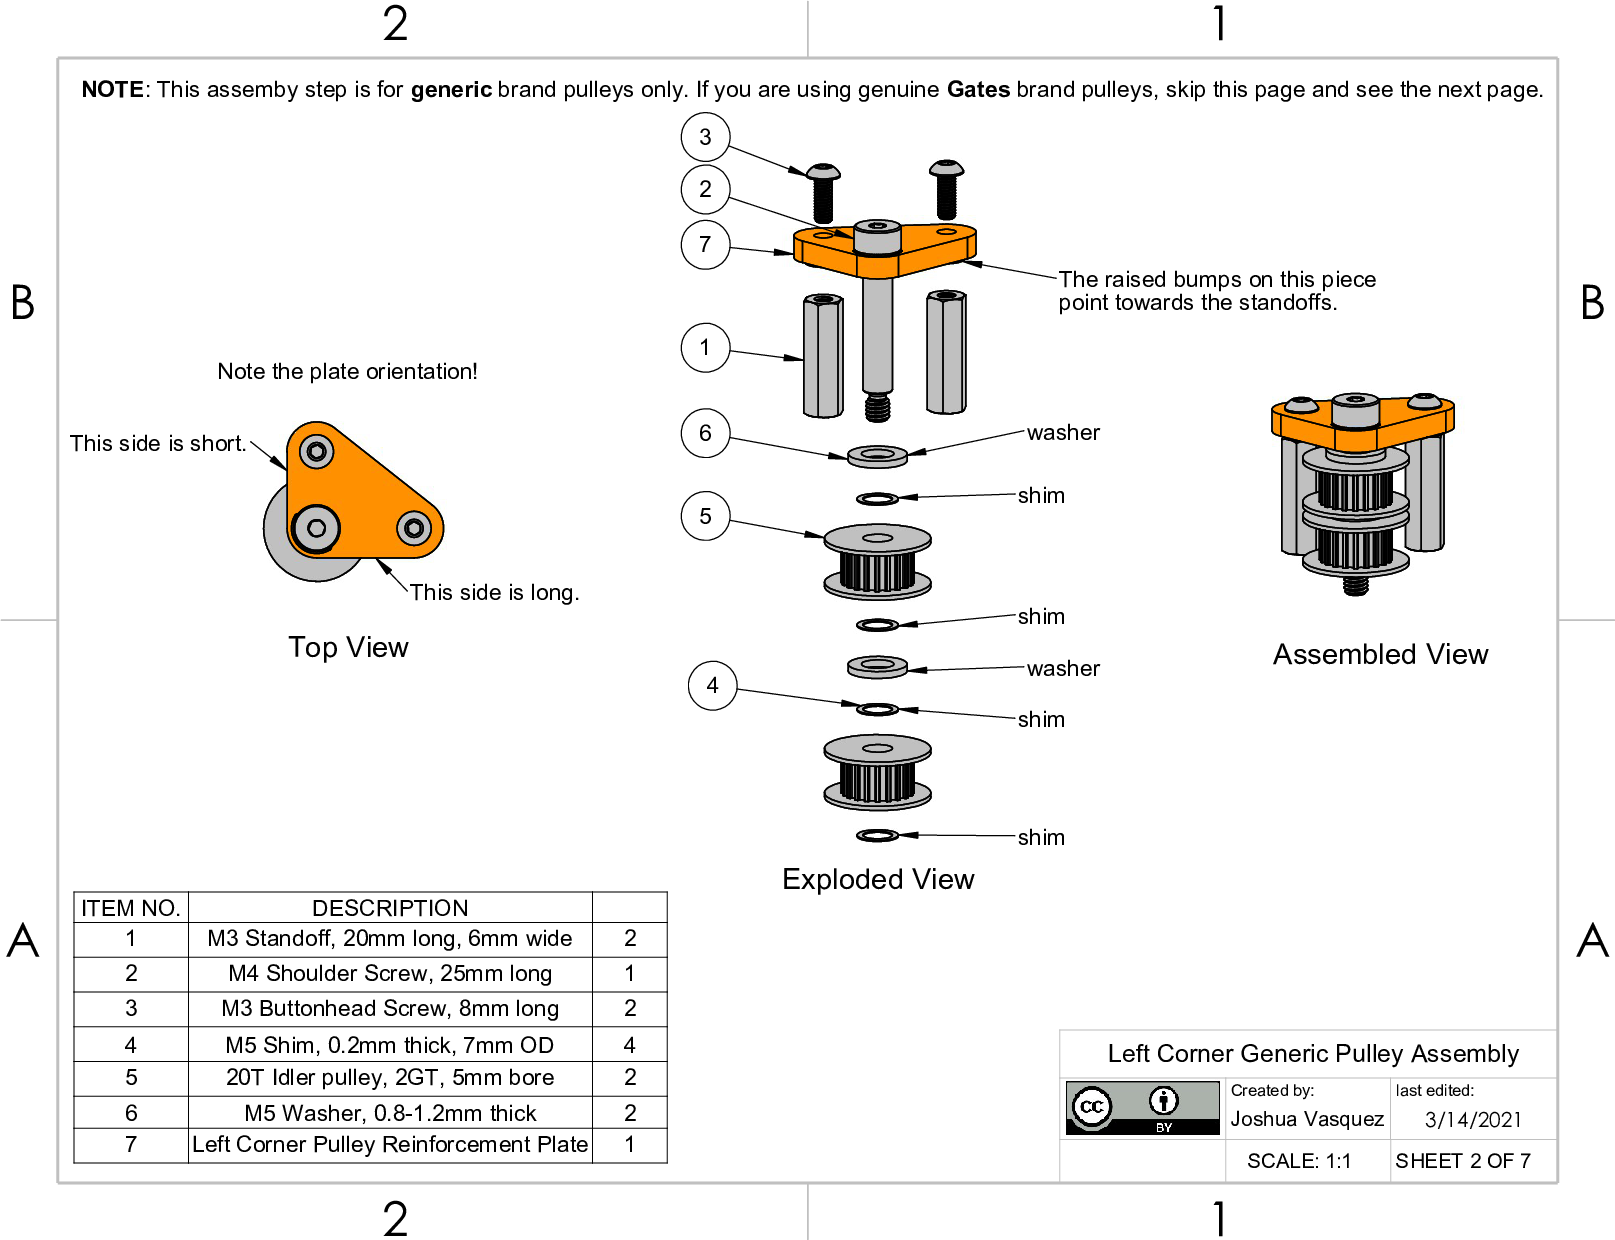 2 1
NOTE: This assemby step is for generic brand pulleys only. If you are using genuine Gates brand pulleys, skip this page and see the next page.
3
2
7
The raised bumps on this piece
point towards the standoffs.
B B
1
Note the plate orientation!
This side is short.
6 washer
shim
5
This side is long.
shim
Top View
Assembled View
washer
4
shim
shim
Exploded View
ITEM NO. DESCRIPTION
1 M3 Standoff, 20mm long, 6mm wide 2
2 M4 Shoulder Screw, 25mm long 1
3 M3 Buttonhead Screw, 8mm long 2
4 M5 Shim, 0.2mm thick, 7mm OD 4
5 20T Idler pulley, 2GT, 5mm bore 2
6 M5 Washer, 0.8-1.2mm thick 2
7 Left Corner Pulley Reinforcement Plate 1
A A
Left Corner Generic Pulley Assembly
cc BY
Created by:
Joshua Vasquez
last edited:
3/14/2021
SCALE: 1:1
SHEET 2 OF 7
2 1